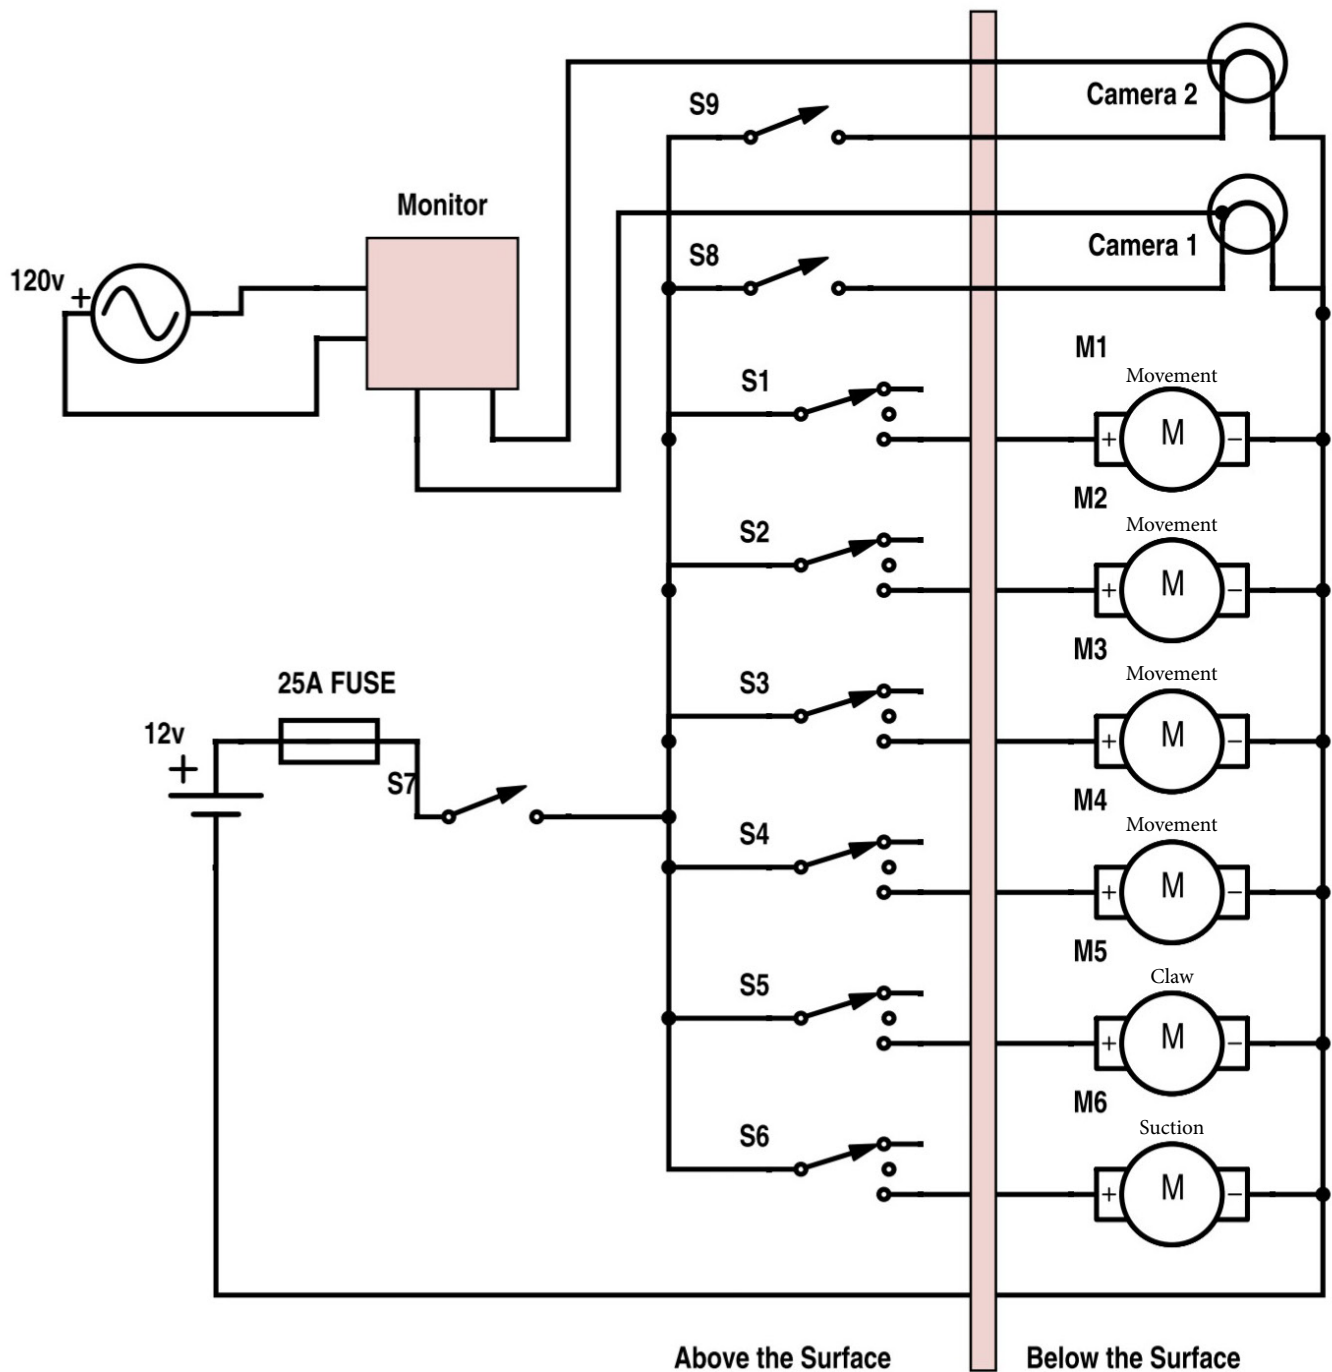 Camera 2
S9
Monitor
Camera 1
S8
120v
+
M1
Movement
S1
+ M −
M2
Movement
S2
+ M −
M3
Movement
S3
+ M −
25A FUSE
12v
+
S7
M4
Movement
S4
+ M −
M5
Claw
S5
+ M −
M6
Suction
S6
+ M −
Above the Surface
Below the Surface